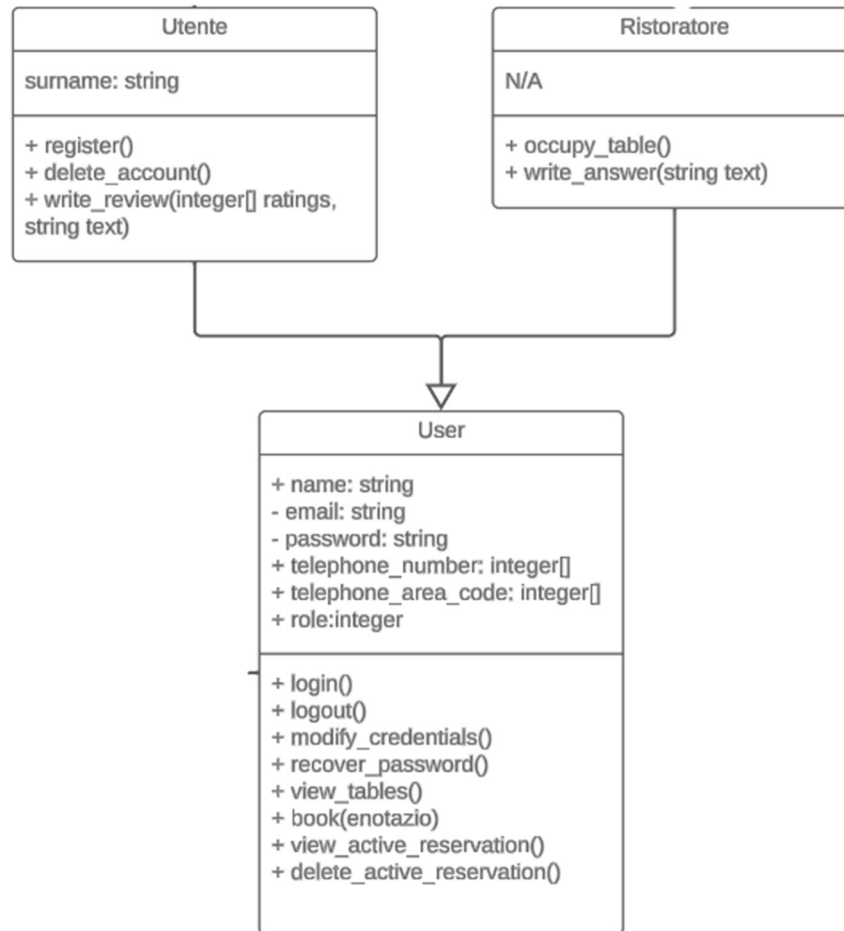 Utente
surname: string
+ register()
+ delete_account()
+ write_review(integer[] ratings,
string text)
Ristoratore
N/A
+ occupy_table()
+ write_answer(string text)
User
+ name: string
- email: string
- password: string
+ telephone_number: integer[]
+ telephone_area_code: integer[]
+ role:integer
+ login()
+ logout()
+ modify_credentials()
+ recover_password()
+ view_tables()
+ book(enotazio)
+ view_active_reservation()
+ delete_active_reservation()